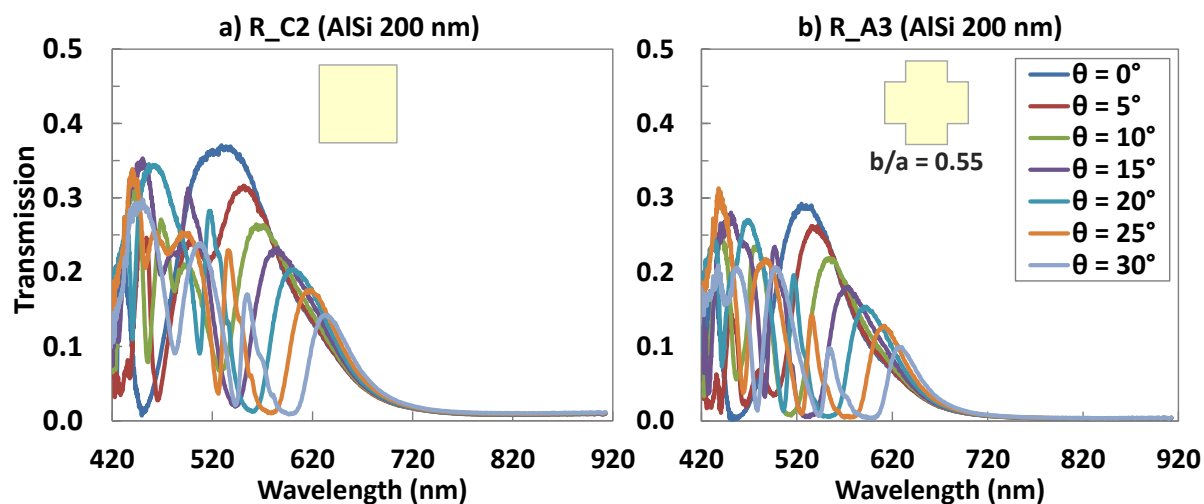 a) R_C2 (AlSi 200 nm)
b) R_A3 (AlSi 200 nm)
Transmission
0.5
0.4
0.3
0.2
0.1
0.0
420 520 620 720 820 920
Wavelength (nm)
0.5
0.4
0.3
0.2
0.1
0.0
420 520 620 720 820 920
Wavelength (nm)
b/a = 0.55
θ = 0°
θ = 5°
θ = 10°
θ = 15°
θ = 20°
θ = 25°
θ = 30°